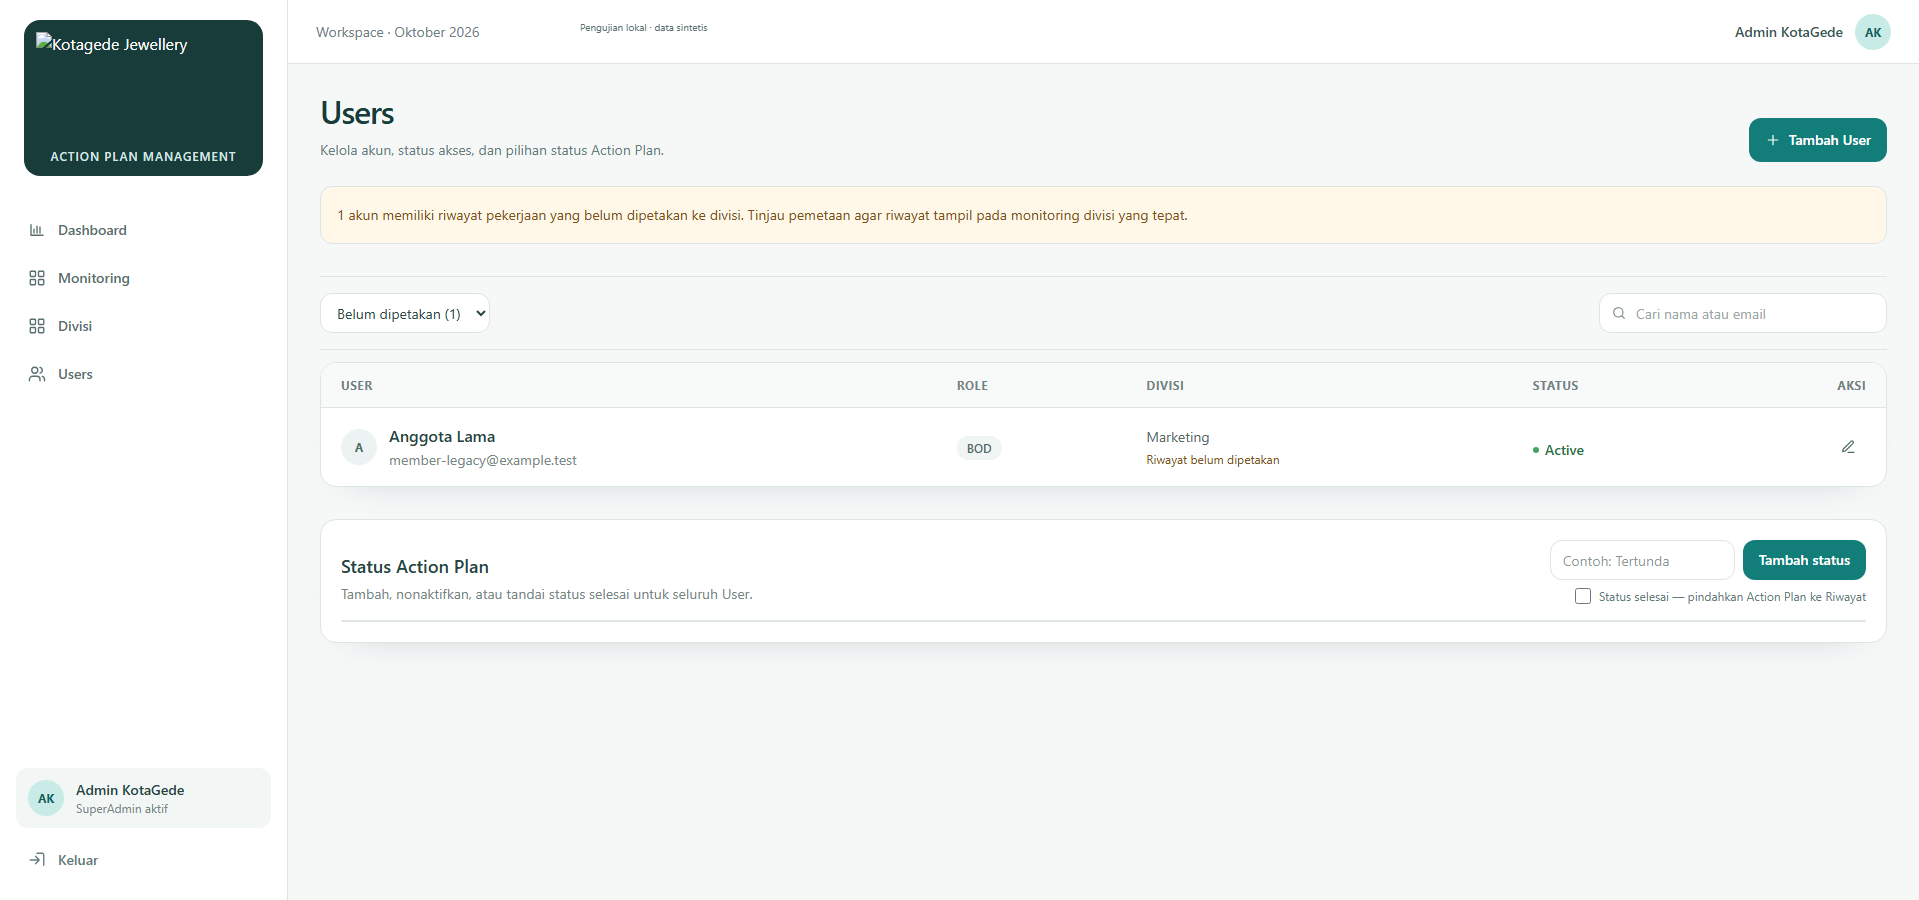 Kotagede Jewellery
ACTION PLAN MANAGEMENT
Dashboard
Monitoring
Divisi
Users
AK
Admin KotaGede
SuperAdmin aktif
Keluar
Workspace · Oktober 2026
Pengujian lokal · data sintetis
Admin KotaGede
AK
Users
Kelola akun, status akses, dan pilihan status Action Plan.
Tambah User
1 akun memiliki riwayat pekerjaan yang belum dipetakan ke divisi. Tinjau pemetaan agar riwayat tampil pada monitoring divisi yang tepat.
Belum dipetakan (1)
Cari nama atau email
USER ROLE DIVISI STATUS AKSI
A
Anggota Lama
member-legacy@example.test
BOD
Marketing
Riwayat belum dipetakan
Active
Status Action Plan
Tambah, nonaktifkan, atau tandai status selesai untuk seluruh User.
Contoh: Tertunda
Tambah status
Status selesai — pindahkan Action Plan ke Riwayat